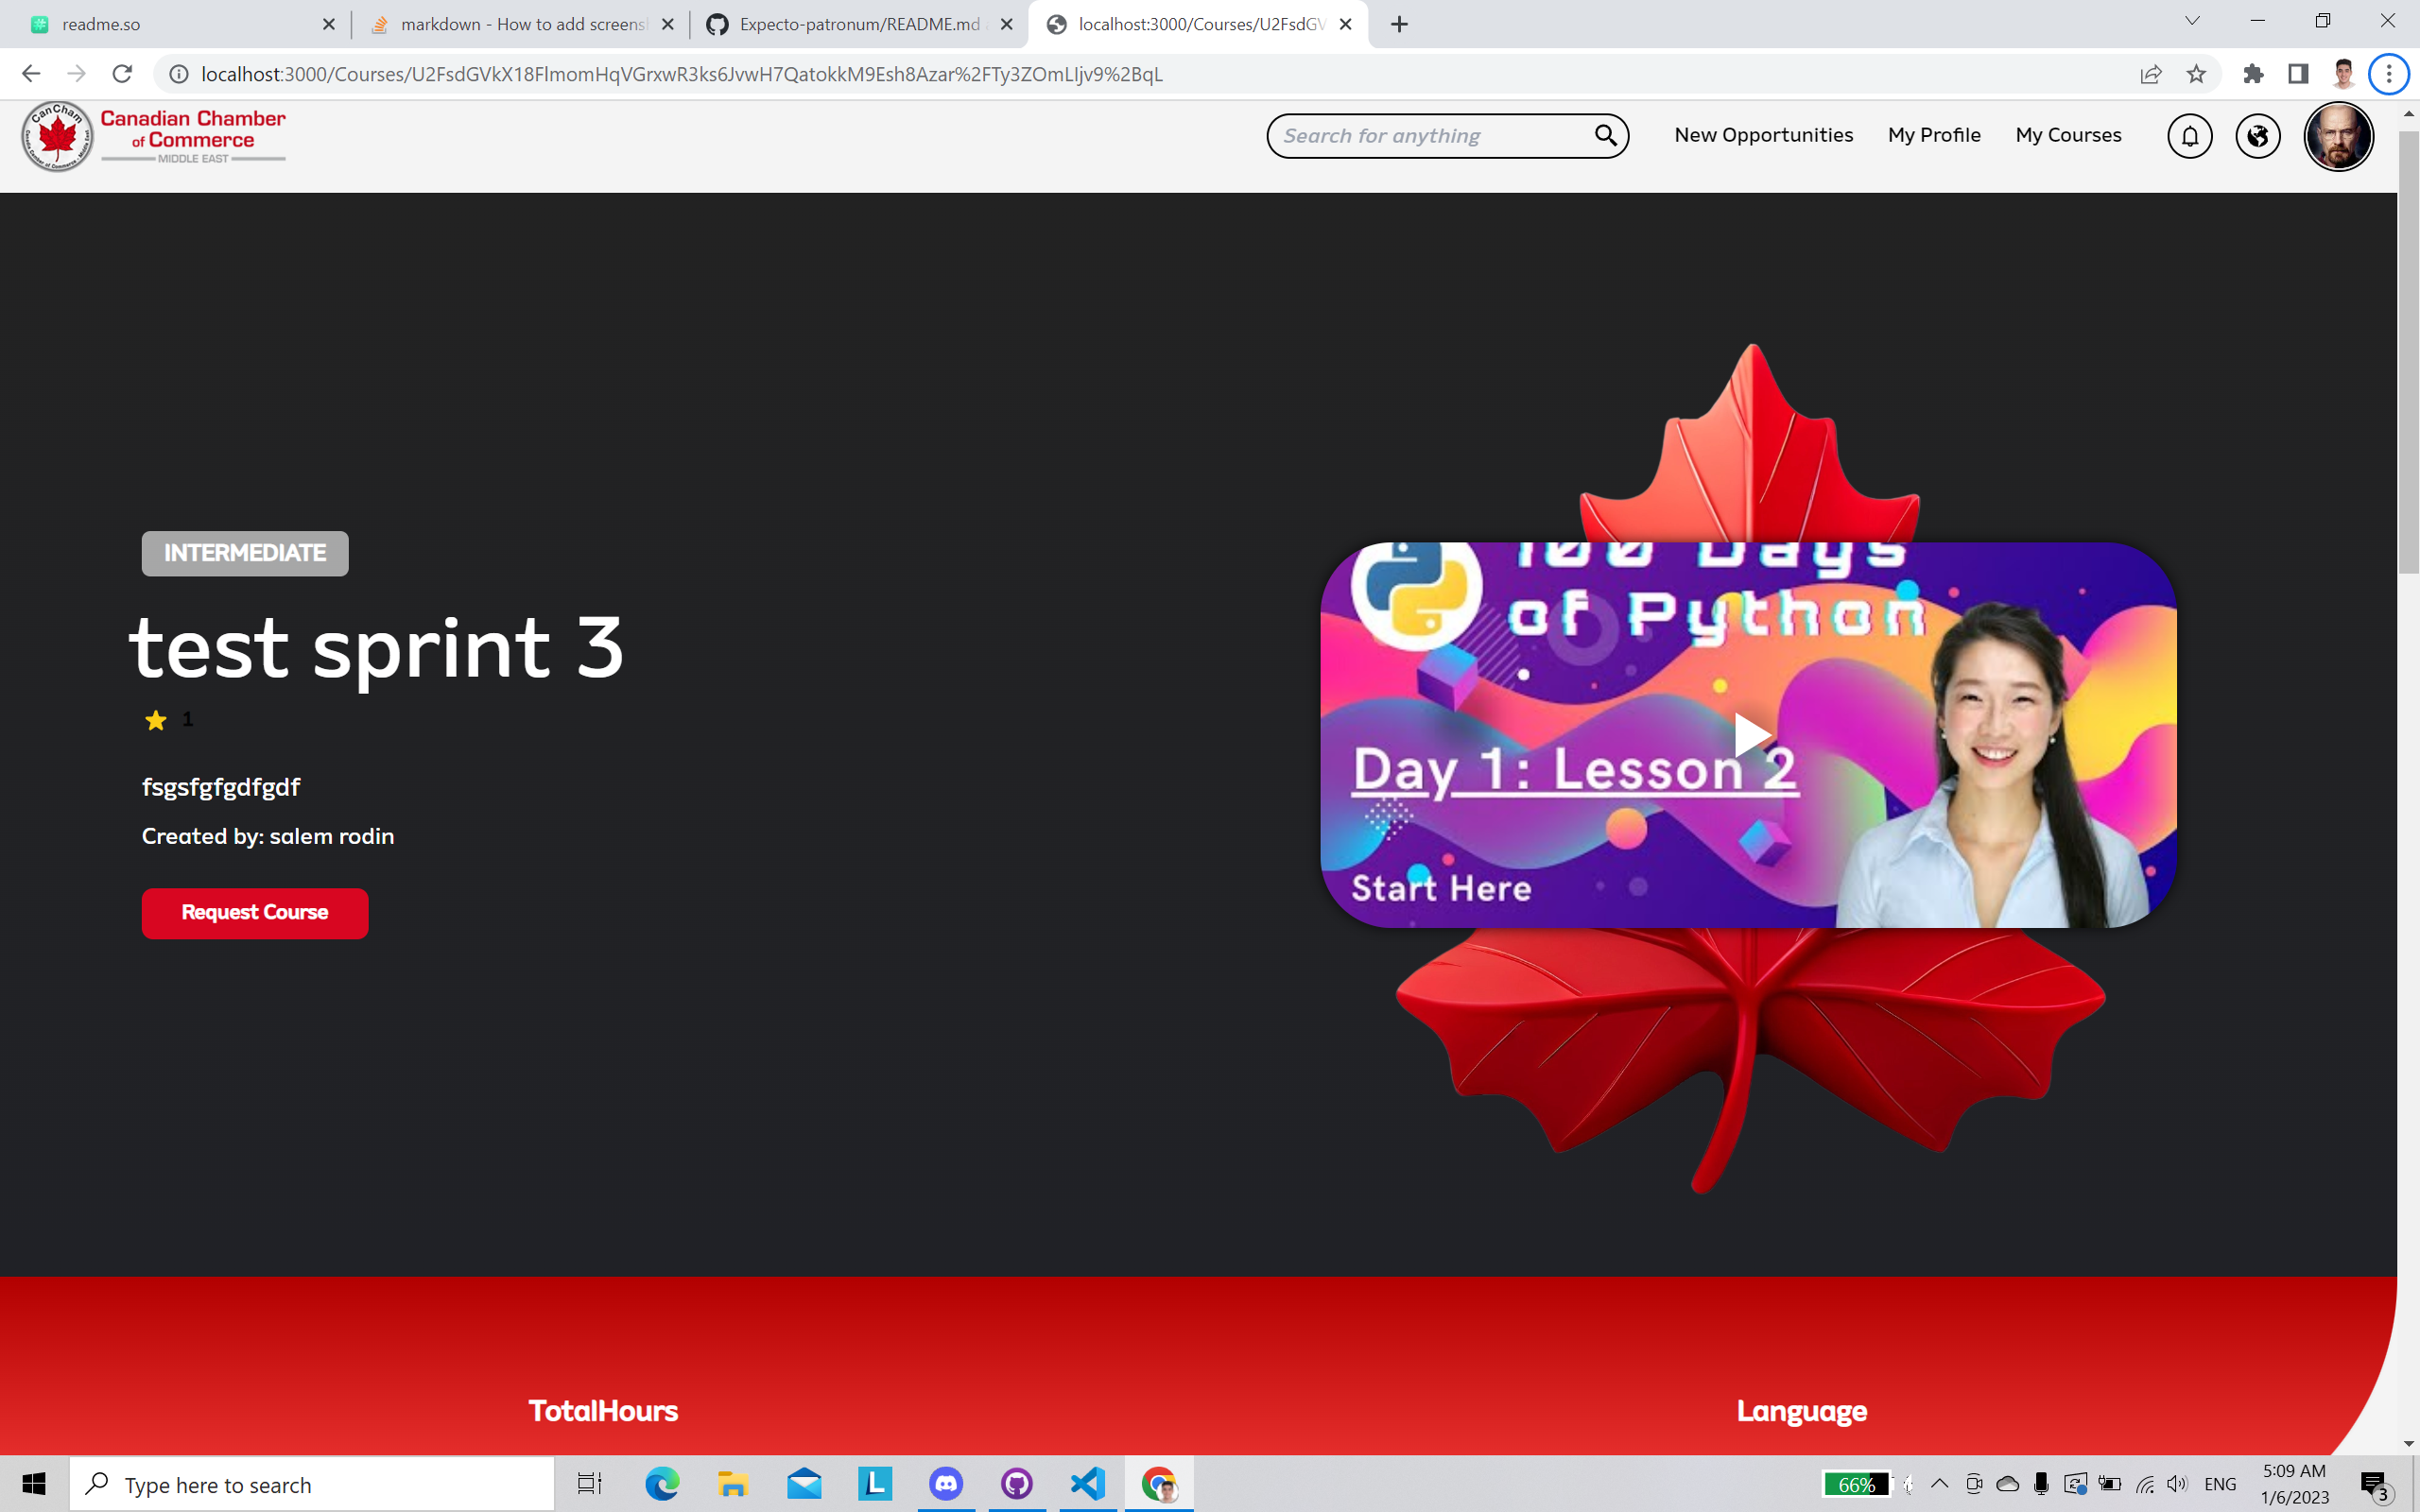 readme.so
markdown - How to add screensh
Expecto-patronum/README.md
localhost:3000/Courses/U2FsdGV
localhost:3000/Courses/U2FsdGVkX18FlmomHqVGrxwR3ks6JvwH7QatokkM9Esh8Azar%2FTy3ZOmLIjv9%2BqL
CanCham
Canadian Chamber
of Commerce
MIDDLE EAST
Search for anything
New Opportunities
My Profile
My Courses
INTERMEDIATE
test sprint 3
1
fsgsfgfgdfgdf
Created by: salem rodin
Request Course
100 Days
of Python
Day 1: Lesson 2
Start Here
TotalHours
Language
Type here to search
L
66%
ENG
5:09 AM
1/6/2023
3